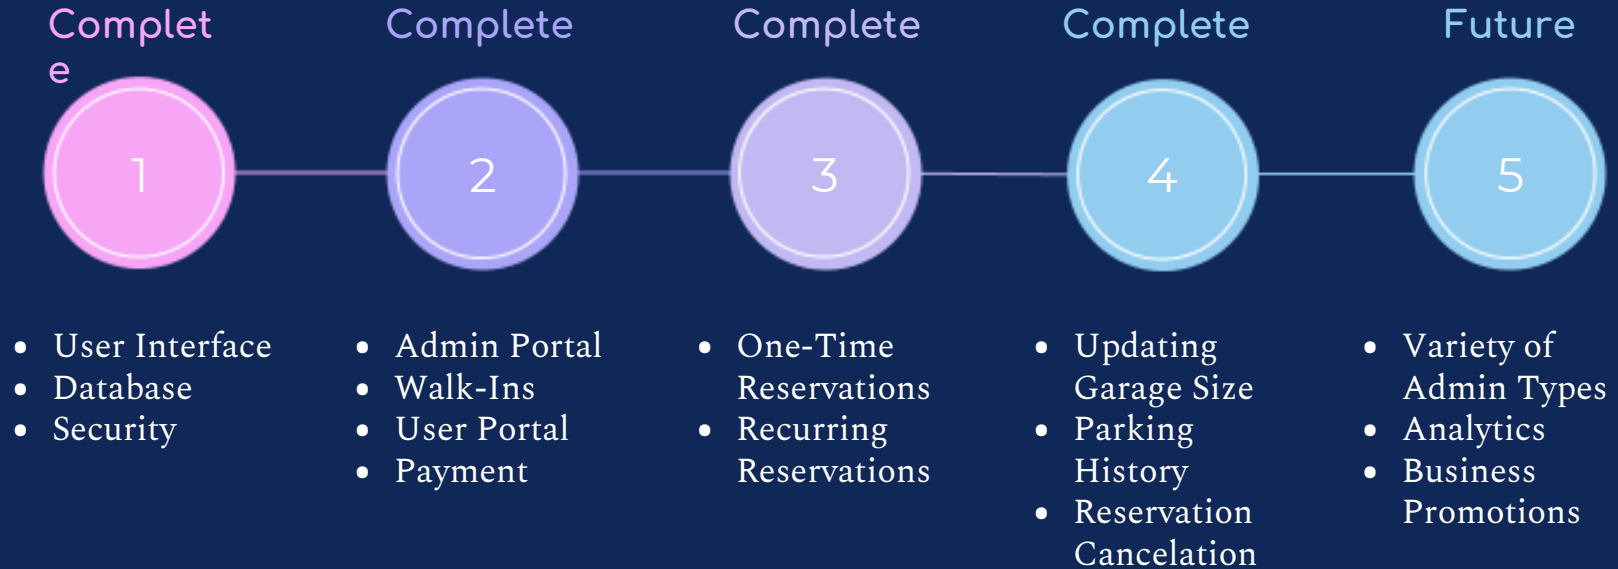 Complet
e
1
• User Interface
• Database
• Security
Complete
2
• Admin Portal
• Walk-Ins
• User Portal
• Payment
Complete
3
• One-Time
Reservations
• Recurring
Reservations
Complete
4
• Updating
Garage Size
• Parking
History
• Reservation
Cancelation
Future
5
• Variety of
Admin Types
• Analytics
• Business
Promotions